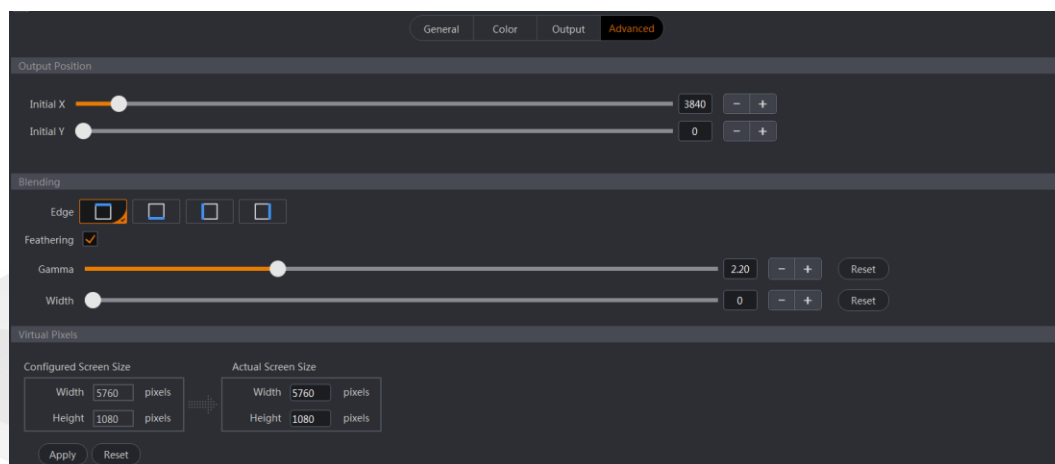 General Color Output Advanced
Output Position
Initial X 3840 − +
Initial Y 0 − +
Blending
Edge
Feathering
Gamma 2.20 − + Reset
Width 0 − + Reset
Virtual Pixels
Configured Screen Size Actual Screen Size
Width 5760 pixels Width 5760 pixels
Height 1080 pixels Height 1080 pixels
Apply Reset